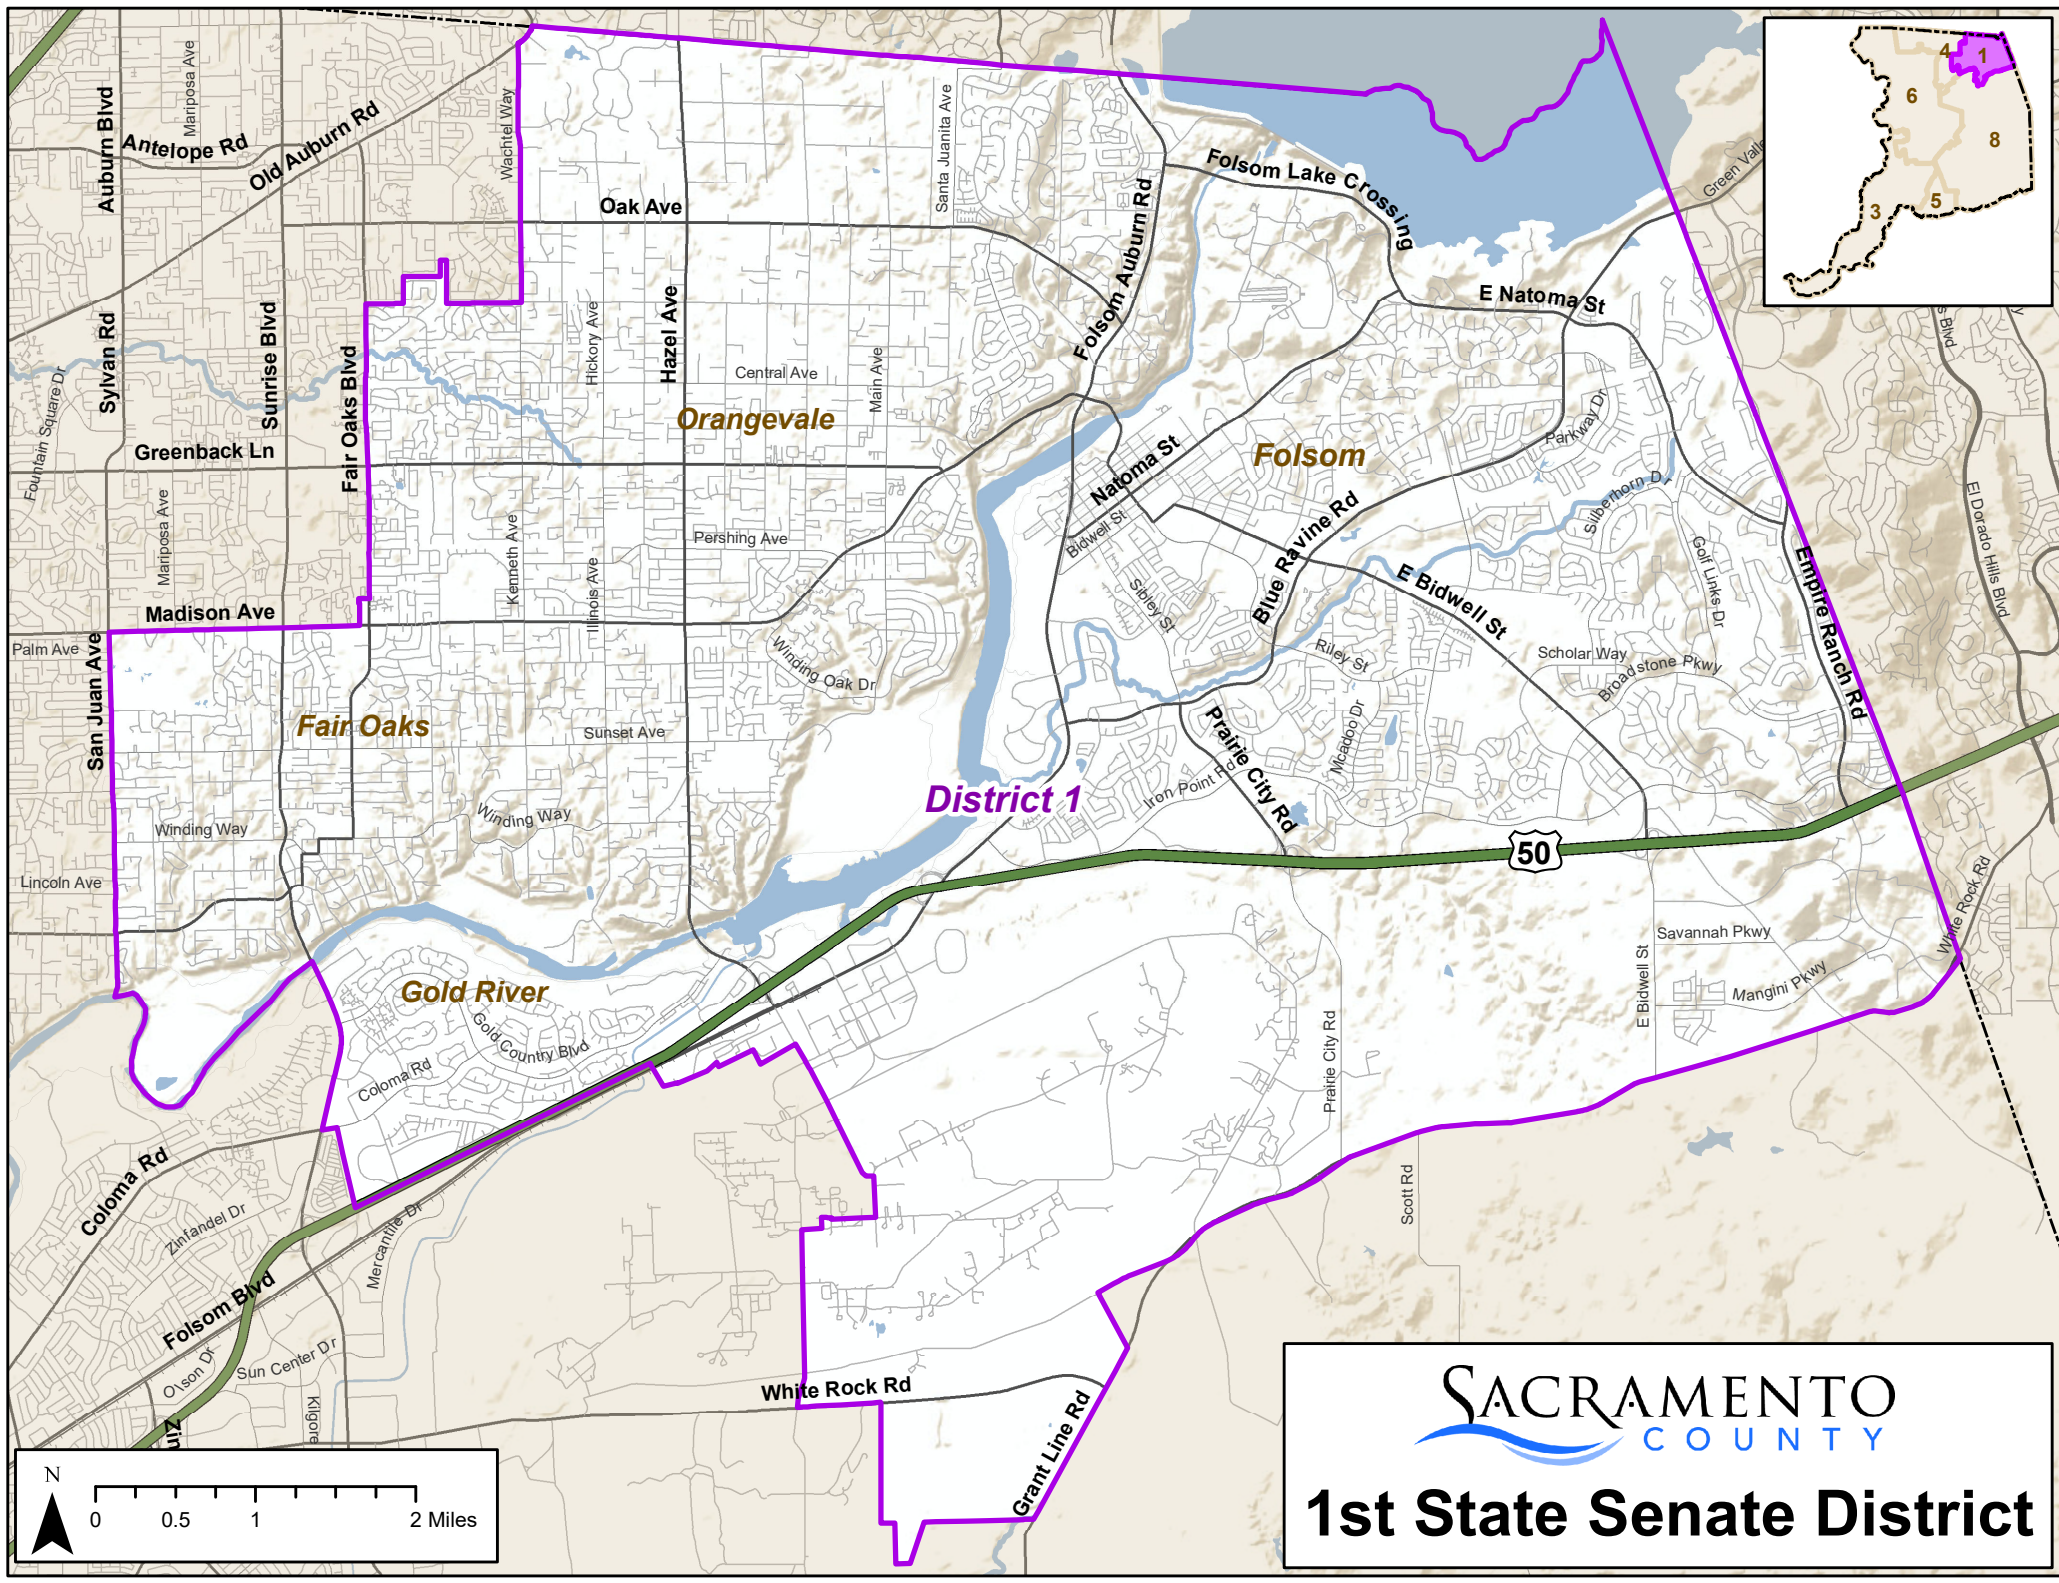 Auburn Blvd
Mariposa Ave
Antelope Rd
Old Auburn Rd
Wachtel Way
Oak Ave
Santa Juanita Ave
Folsom Auburn Rd
Folsom Lake Crossing
E Natoma St
4
1
6
8
5
3
Sylvan Rd
Sunrise Blvd
Fair Oaks Blvd
Hickory Ave
Hazel Ave
Central Ave
Main Ave
Orangevale
Fountain Square Dr
Greenback Ln
Mariposa Ave
Kenneth Ave
Illinois Ave
Pershing Ave
Natoma St
Bidwell St
Folsom
Parkway Dr
Blue Ravine Rd
Golf Links Dr
El Dorado Hills Blvd
Sibley St
E Bidwell St
Empire Ranch Rd
Madison Ave
Palm Ave
San Juan Ave
Winding Oak Dr
Riley St
Scholar Way
Broadstone Pkwy
Fair Oaks
Sunset Ave
Mcadoo Dr
Prairie City Rd
Iron Point Rd
District 1
Winding Way
Winding Way
50
Lincoln Ave
White Rock Rd
Savannah Pkwy
E Bidwell St
Mangini Pkwy
Gold River
Gold Country Blvd
Coloma Rd
Prairie City Rd
Coloma Rd
Zinfandel Dr
Mercantile Dr
Scott Rd
Folsom Blvd
Olson Dr
Sun Center Dr
Kilgore
Zin
White Rock Rd
Grant Line Rd
N
0 0.5 1 2 Miles
SACRAMENTO
COUNTY
1st State Senate District